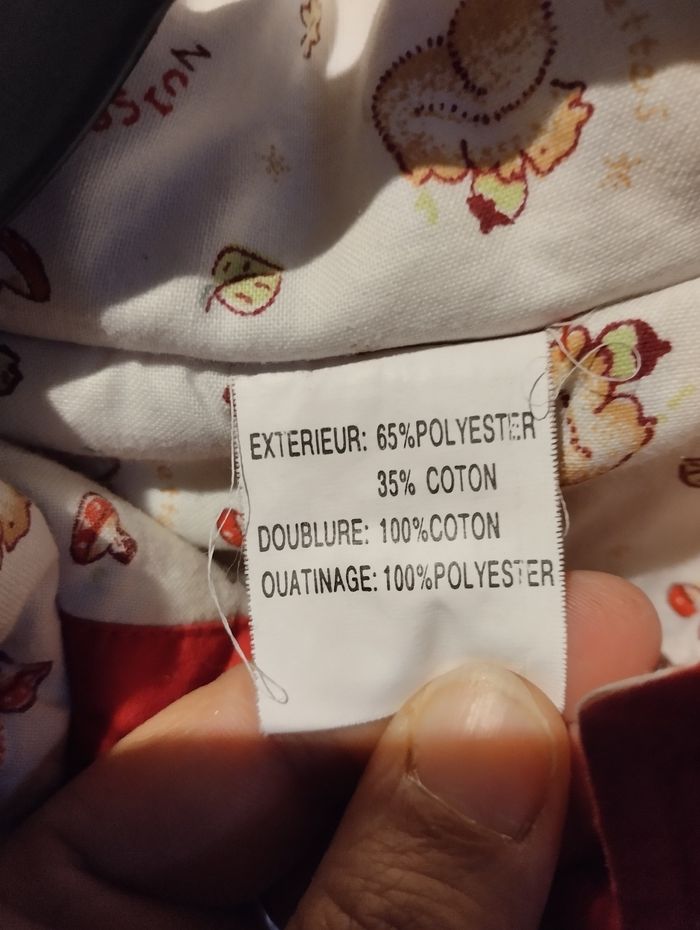 EXTERIEUR: 65%POLYESTER
35% COTON
DOUBLURE: 100%COTON
OUATINAGE: 100%POLYESTER